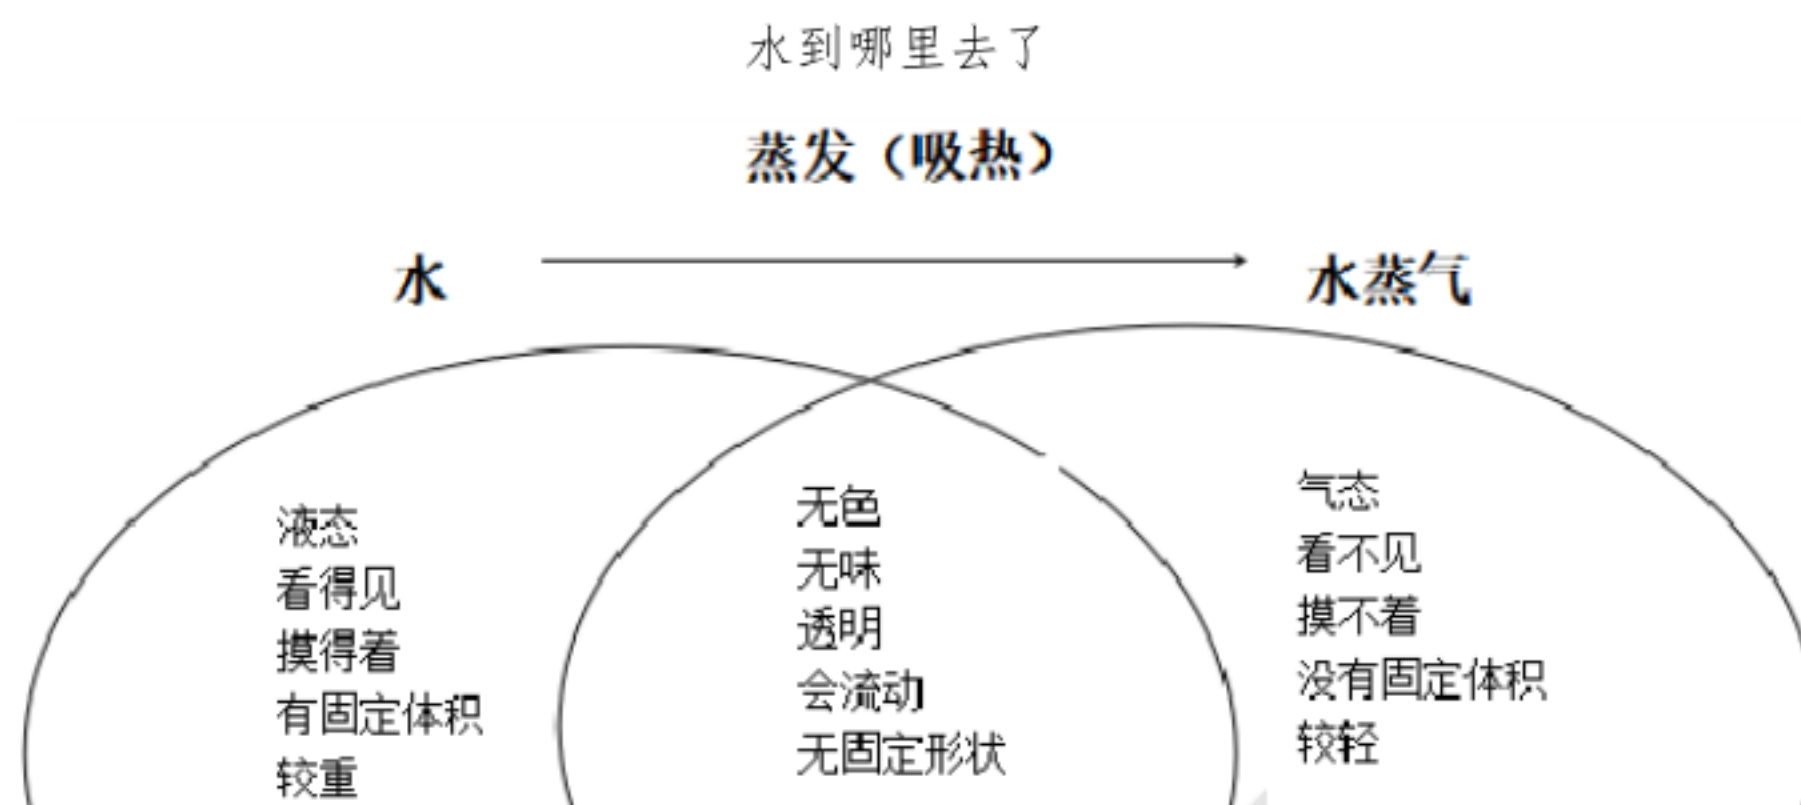 水到哪里去了
蒸发（吸热）
水
水蒸气
液态
看得见
摸得着
有固定体积
较重
无色
无味
透明
会流动
无固定形状
气态
看不见
摸不着
没有固定体积
较轻